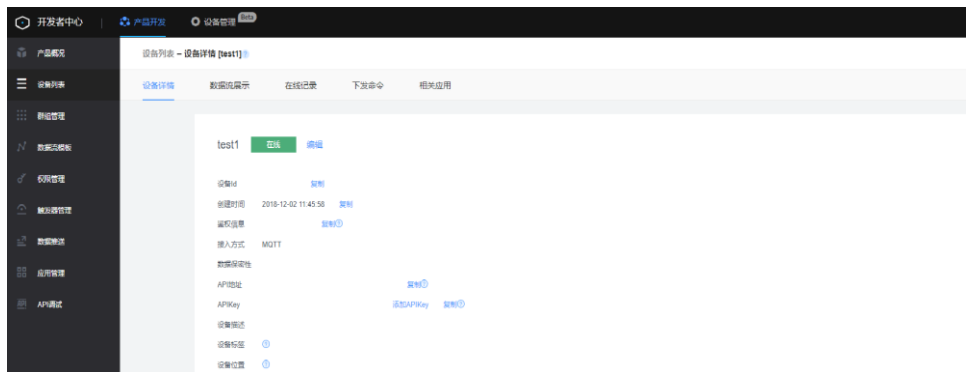 开发者中心 | 产品开发 设备管理 Beta
产品概况
设备列表
群组管理
数据流模板
权限管理
触发器管理
数据推送
应用管理
API调试
设备列表 – 设备详情 [test1]
设备详情 数据流展示 在线记录 下发命令 相关应用
test1 在线 编辑
设备Id 复制
创建时间 2018-12-02 11:45:58 复制
鉴权信息 复制
接入方式 MQTT
数据保密性
API地址 复制
APIKey 添加APIKey 复制
设备描述
设备标签
设备位置